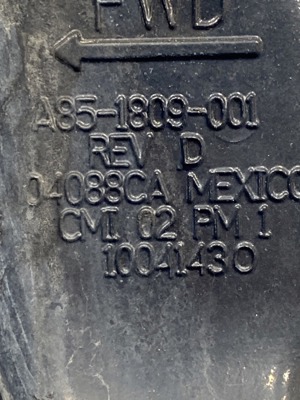 FWD
A85-1809-001
REV D
04088CA MEXICO
CMI 02 PM 1
10041430